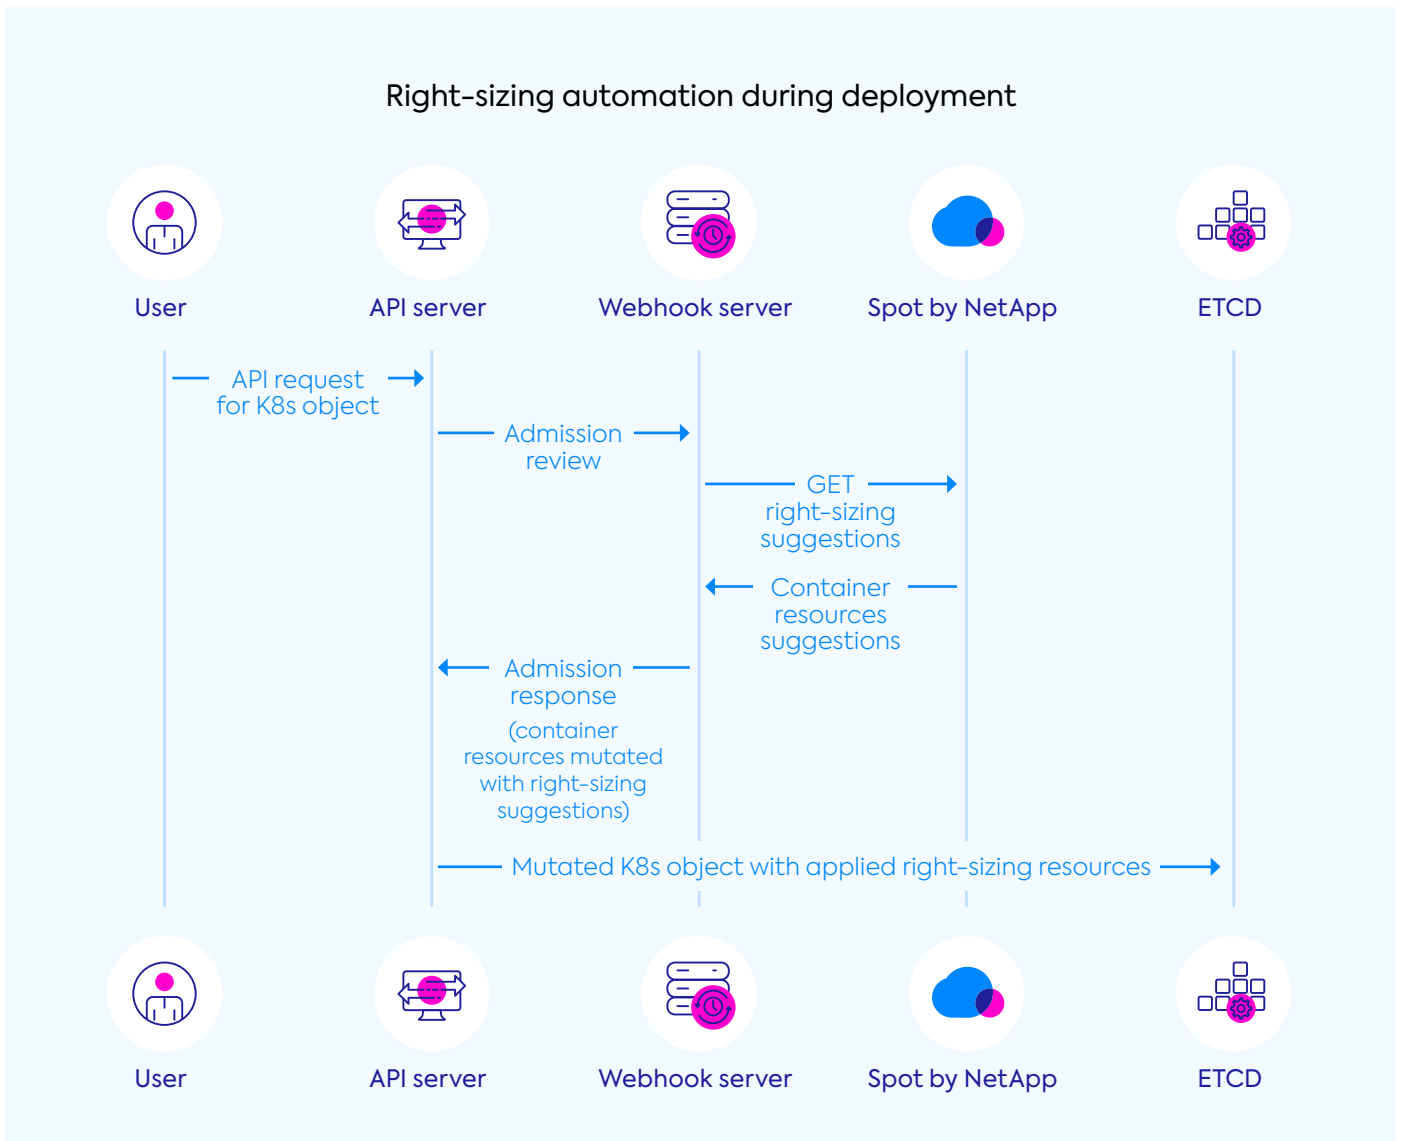 Right-sizing automation during deployment
User
API server
Webhook server
Spot by NetApp
ETCD
API request
for K8s object
Admission
review
GET
right-sizing
suggestions
Container
resources
suggestions
Admission
response
(container
resources mutated
with right-sizing
suggestions)
Mutated K8s object with applied right-sizing resources
User
API server
Webhook server
Spot by NetApp
ETCD